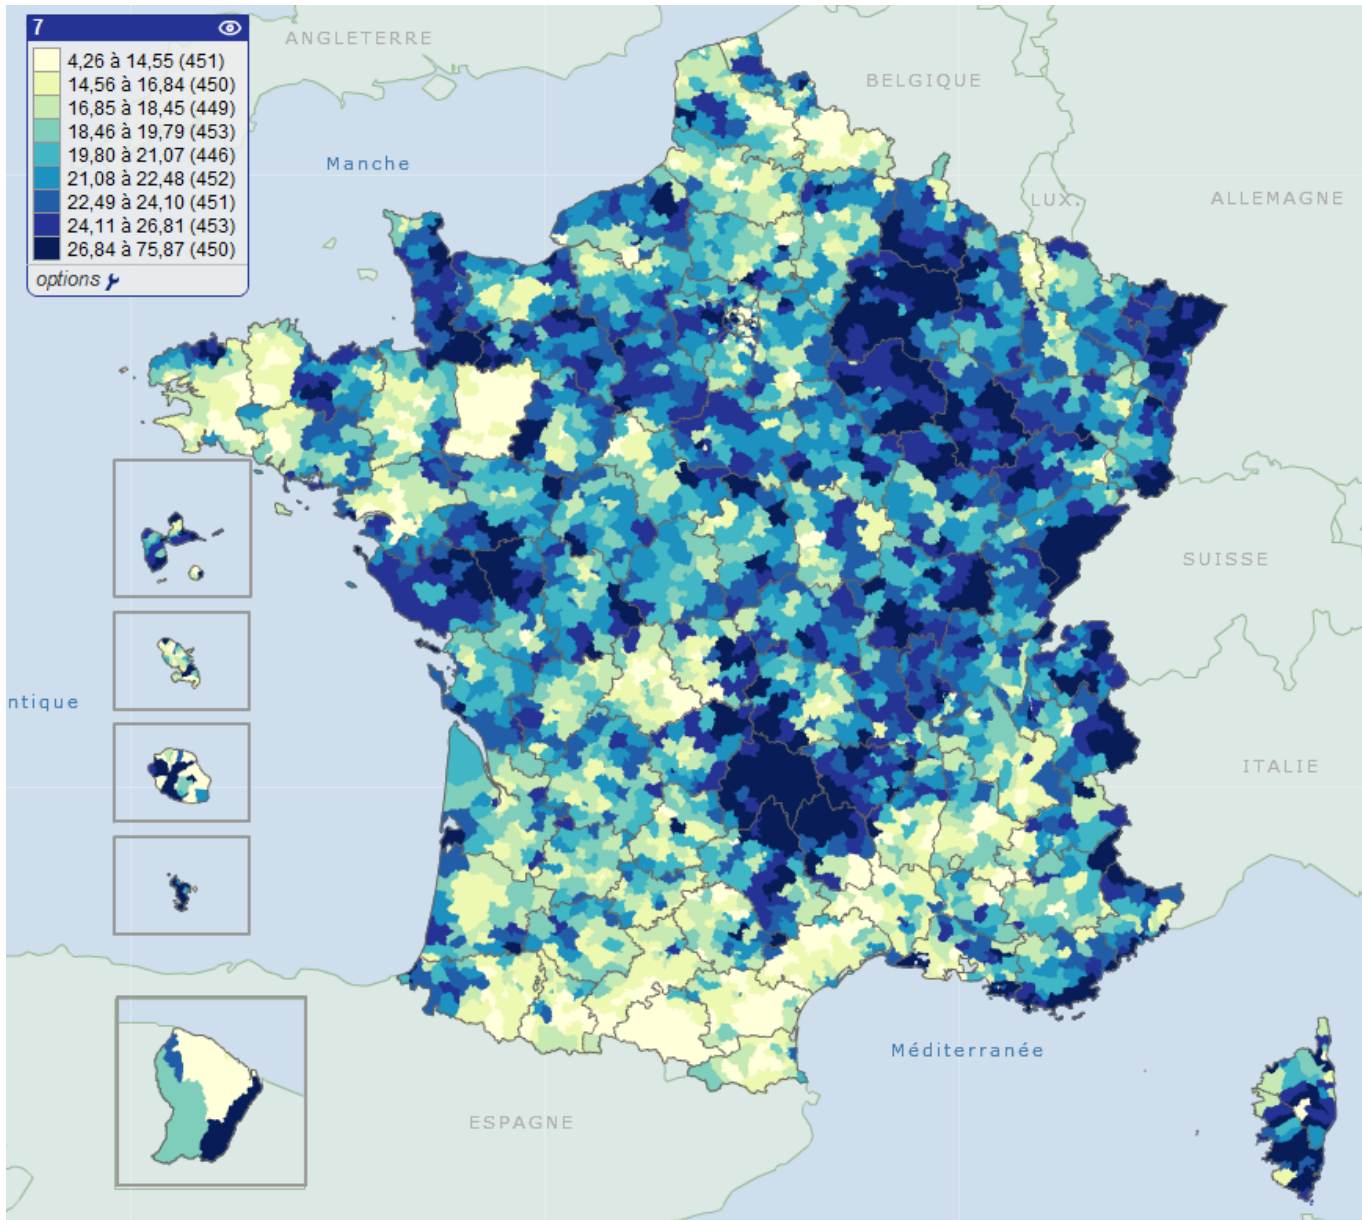 7
4,26 à 14,55 (451)
14,56 à 16,84 (450)
16,85 à 18,45 (449)
18,46 à 19,79 (453)
19,80 à 21,07 (446)
21,08 à 22,48 (452)
22,49 à 24,10 (451)
24,11 à 26,81 (453)
26,84 à 75,87 (450)
options
ANGLETERRE
BELGIQUE
Manche
LUX.
ALLEMAGNE
SUISSE
ntique
ITALIE
Méditerranée
ESPAGNE